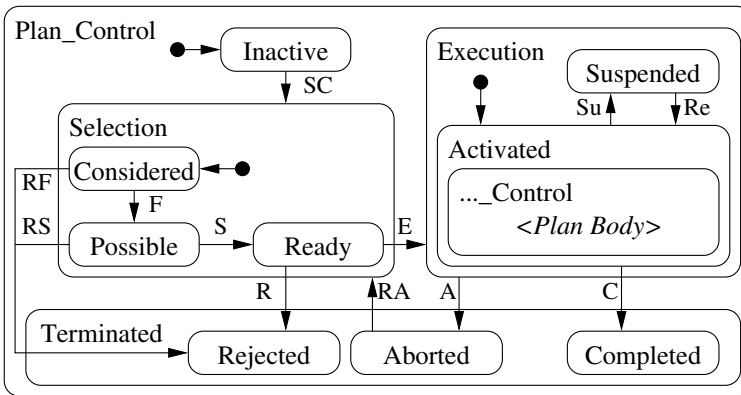 Plan_Control
Inactive
Execution
Suspended
SC
Su
Re
Selection
Activated
Considered
RF
..._Control
F
<Plan Body>
RS
S
E
Possible
Ready
R
RA
A
C
Terminated
Rejected
Aborted
Completed